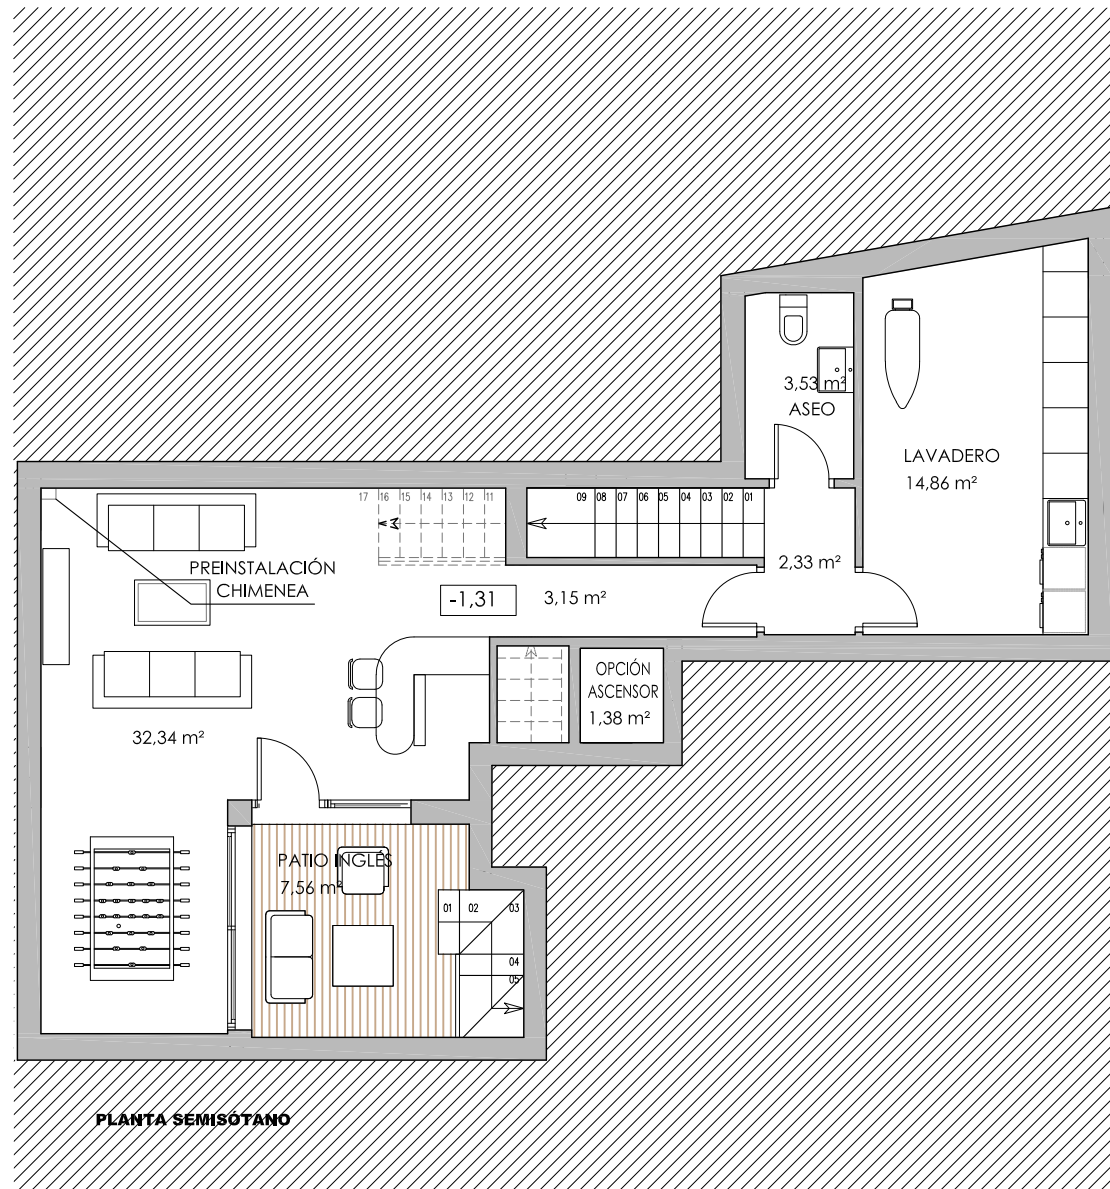 3,53 m²
ASEO
LAVADERO
14,86 m²
17 16 15 14 13 12 11
09 08 07 06 05 04 03 02 01
PREINSTALACIÓN
CHIMENEA
2,33 m²
-1,31
3,15 m²
OPCIÓN
ASCENSOR
1,38 m²
32,34 m²
PATIO INGLÉS
7,56 m²
01 02 03
04
05
PLANTA SEMISÓTANO